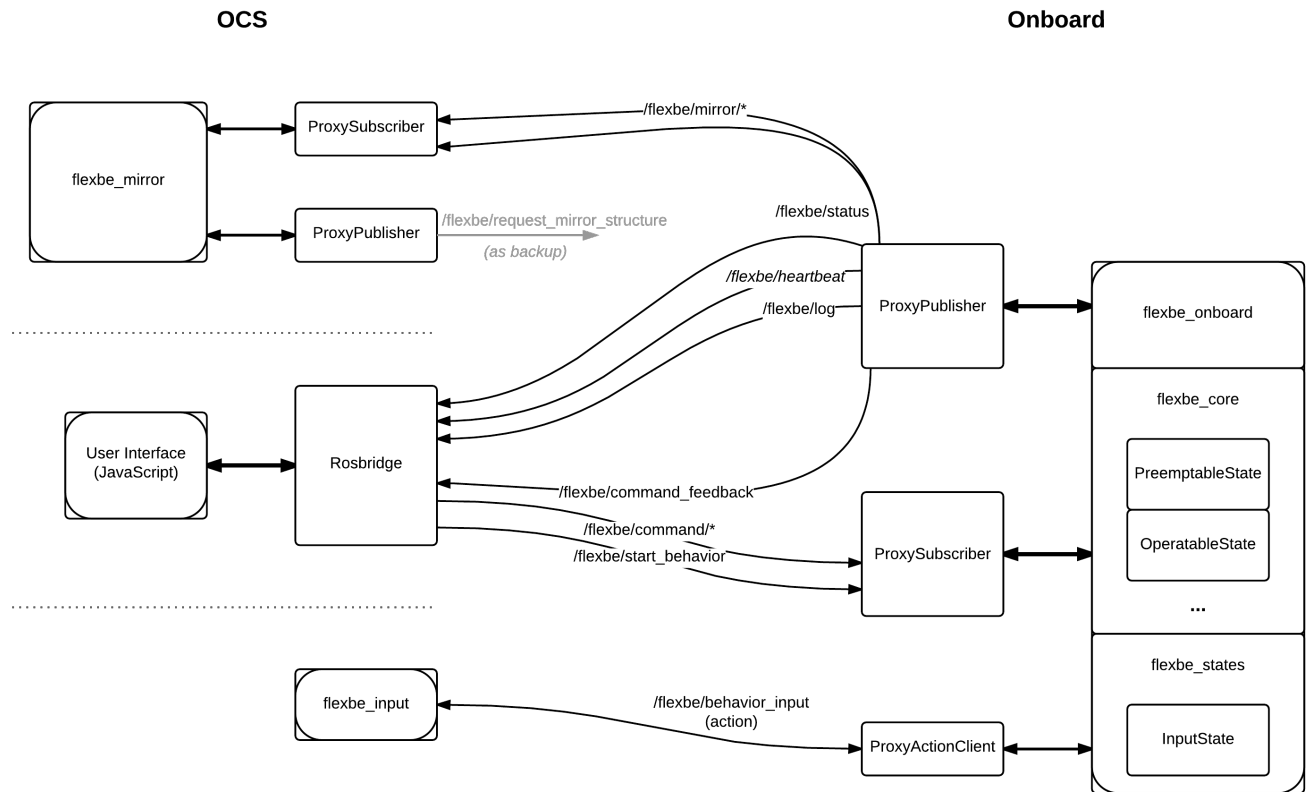 OCS
Onboard
flexbe_mirror
ProxySubscriber
/flexbe/mirror/*
/flexbe/status
ProxyPublisher
/flexbe/request_mirror_structure
(as backup)
/flexbe/heartbeat
/flexbe/log
ProxyPublisher
flexbe_onboard
flexbe_core
PreemptableState
OperatableState
...
User Interface
(JavaScript)
Rosbridge
/flexbe/command_feedback
/flexbe/command/*
/flexbe/start_behavior
ProxySubscriber
flexbe_states
InputState
flexbe_input
/flexbe/behavior_input
(action)
ProxyActionClient